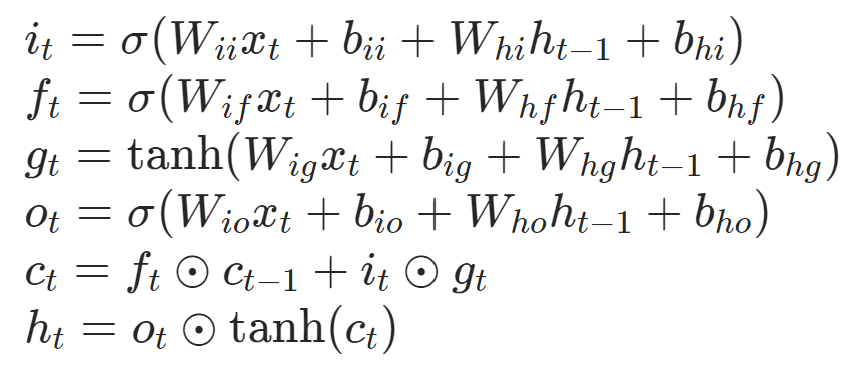 i_t = σ(W_{ii} x_t + b_{ii} + W_{hi} h_{t−1} + b_{hi})
f_t = σ(W_{if} x_t + b_{if} + W_{hf} h_{t−1} + b_{hf})
g_t = tanh(W_{ig} x_t + b_{ig} + W_{hg} h_{t−1} + b_{hg})
o_t = σ(W_{io} x_t + b_{io} + W_{ho} h_{t−1} + b_{ho})
c_t = f_t ⊙ c_{t−1} + i_t ⊙ g_t
h_t = o_t ⊙ tanh(c_t)